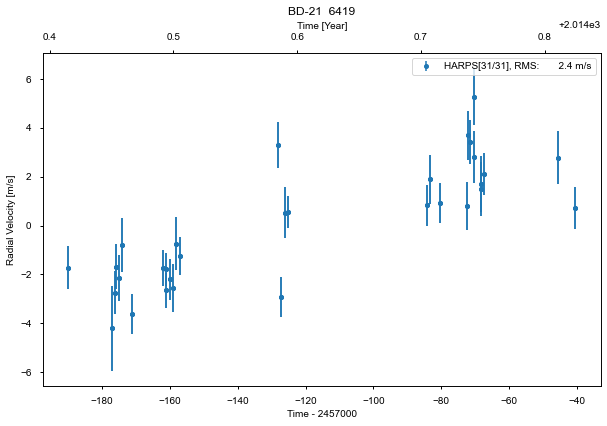 BD-21  6419
Time [Year]
+2.014e3
0.4 0.5 0.6 0.7 0.8
HARPS[31/31], RMS:      2.4 m/s
6
4
2
0
−2
−4
−6
Radial Velocity [m/s]
−180 −160 −140 −120 −100 −80 −60 −40
Time - 2457000